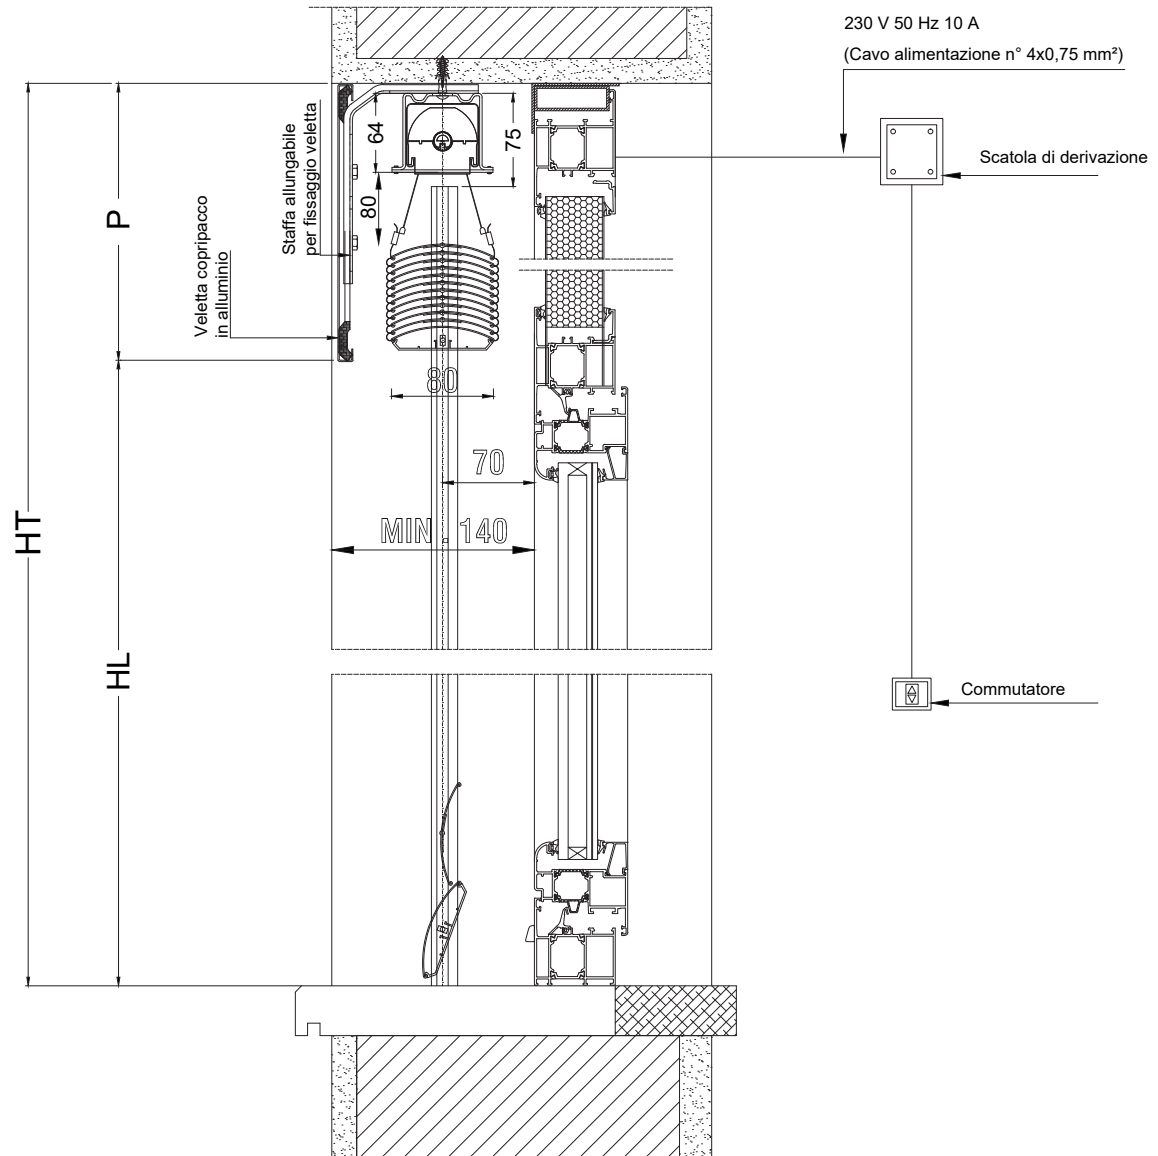 230 V 50 Hz 10 A
(Cavo alimentazione n° 4x0,75 mm²)
Scatola di derivazione
Commutatore
Staffa allungabile
per fissaggio veletta
Veletta copripacco
in alluminio
64
75
80
80
70
MIN 140
P
HT
HL